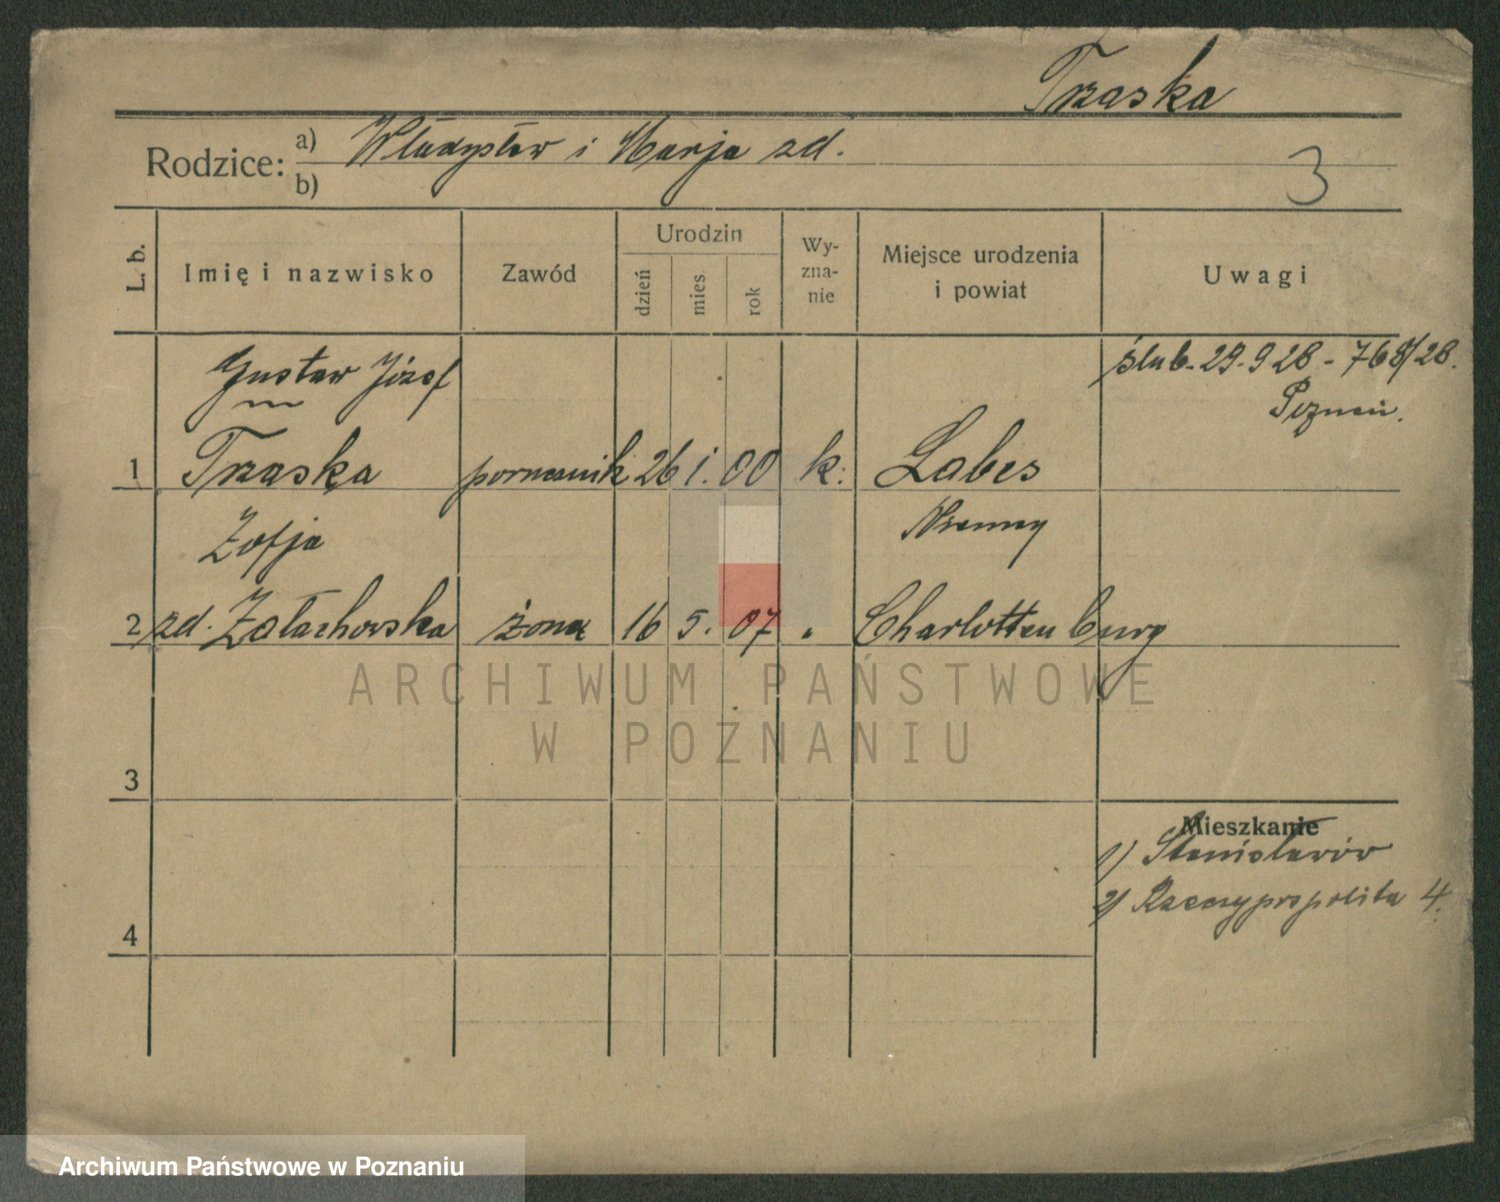 Trzaska
Rodzice: a) Władysław i Marja zd.
b)
3
L. b.
Imię i nazwisko
Zawód
Urodzin
dzień
mies
rok
Wy-
zna-
nie
Miejsce urodzenia
i powiat
Uwagi
Gustaw Józef
ślub. 29.9 28 - 768/28.
Poznań.
1 Trzaska porucznik 26 1. 00 k. Labes
Niemcy
Zofja
2 zd. Załachowska żona 16 5. 07 " Charlottenburg
ARCHIWUM PAŃSTWOWE
W POZNANIU
3
Mieszkanie
1) Stanisławów
2) Rzeczypospolita 4.
4
Archiwum Państwowe w Poznaniu